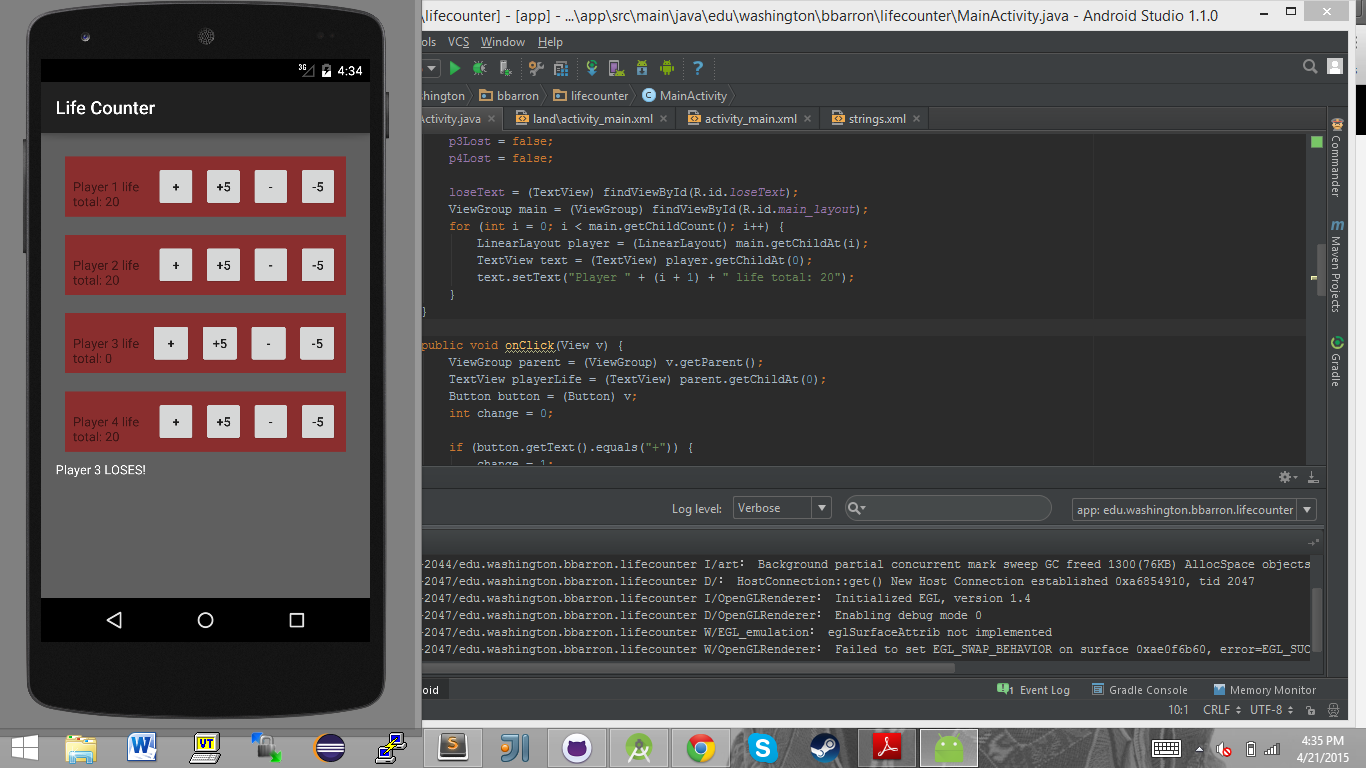 3G 4:34
Life Counter
Player 1 life total: 20
+ +5 - -5
Player 2 life total: 20
+ +5 - -5
Player 3 life total: 0
+ +5 - -5
Player 4 life total: 20
+ +5 - -5
Player 3 LOSES!
\lifecounter] - [app] - ...\app\src\main\java\edu\washington\bbarron\lifecounter\MainActivity.java - Android Studio 1.1.0
ols VCS Window Help
hington bbarron lifecounter MainActivity
Activity.java land\activity_main.xml activity_main.xml strings.xml
p3Lost = false;
p4Lost = false;
loseText = (TextView) findViewById(R.id.loseText);
ViewGroup main = (ViewGroup) findViewById(R.id.main_layout);
for (int i = 0; i < main.getChildCount(); i++) {
LinearLayout player = (LinearLayout) main.getChildAt(i);
TextView text = (TextView) player.getChildAt(0);
text.setText("Player " + (i + 1) + " life total: 20");
}
}
public void onClick(View v) {
ViewGroup parent = (ViewGroup) v.getParent();
TextView playerLife = (TextView) parent.getChildAt(0);
Button button = (Button) v;
int change = 0;
if (button.getText().equals("+")) {
change = 1;
Commander
Maven Projects
Gradle
Log level: Verbose app: edu.washington.bbarron.lifecounter
-2044/edu.washington.bbarron.lifecounter I/art: Background partial concurrent mark sweep GC freed 1300(76KB) AllocSpace objects
-2047/edu.washington.bbarron.lifecounter D/: HostConnection::get() New Host Connection established 0xa6854910, tid 2047
-2047/edu.washington.bbarron.lifecounter I/OpenGLRenderer: Initialized EGL, version 1.4
-2047/edu.washington.bbarron.lifecounter D/OpenGLRenderer: Enabling debug mode 0
-2047/edu.washington.bbarron.lifecounter W/EGL_emulation: eglSurfaceAttrib not implemented
-2047/edu.washington.bbarron.lifecounter W/OpenGLRenderer: Failed to set EGL_SWAP_BEHAVIOR on surface 0xae0f6b60, error=EGL_SUC
oid 1 Event Log Gradle Console Memory Monitor
10:1 CRLF UTF-8
4:35 PM
4/21/2015